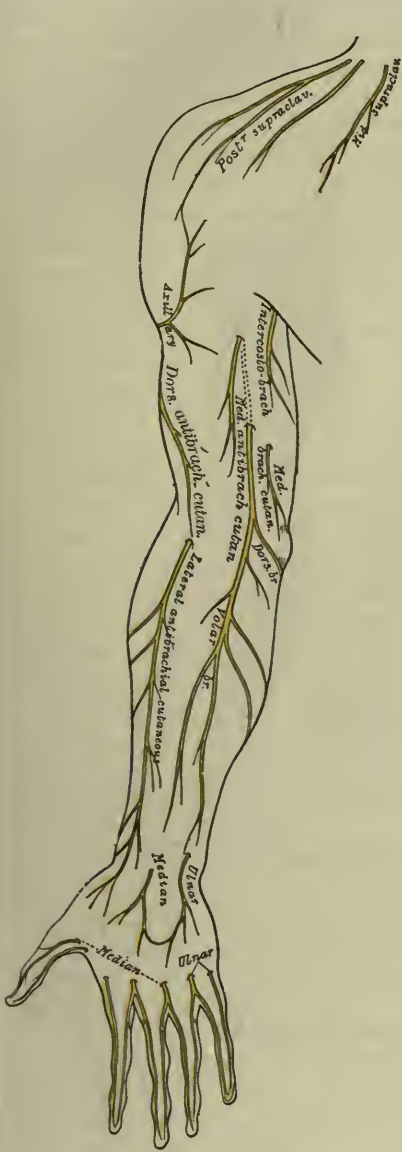 Mid supraclav
Postr supraclav.
Axillary
Intercosto-brach
Dors. antibrach. cutan.
Med. antibrach cutan
Med.
brach. cutan.
Dors. br
Volar br.
Lateral antibrachial cutaneous
Median
Ulnar
Median
Ulnar